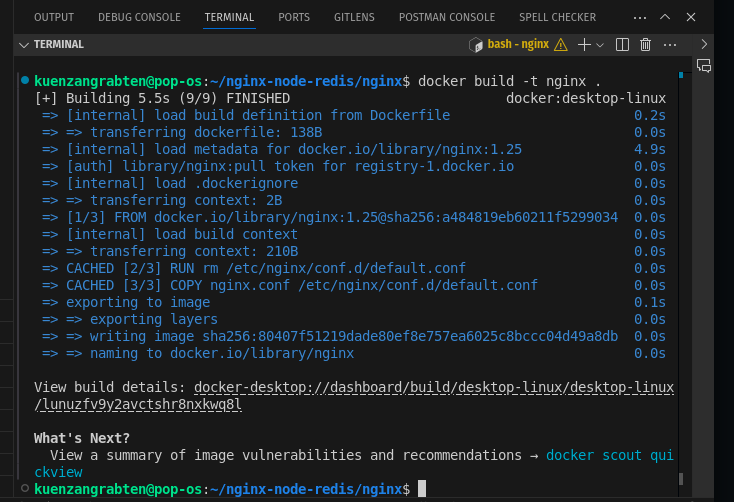 OUTPUT DEBUG CONSOLE TERMINAL PORTS GITLENS POSTMAN CONSOLE SPELL CHECKER ···
TERMINAL bash - nginx
kuenzangrabten@pop-os:~/nginx-node-redis/nginx$ docker build -t nginx .
[+] Building 5.5s (9/9) FINISHED docker:desktop-linux
=> [internal] load build definition from Dockerfile 0.2s
=> => transferring dockerfile: 138B 0.0s
=> [internal] load metadata for docker.io/library/nginx:1.25 4.9s
=> [auth] library/nginx:pull token for registry-1.docker.io 0.0s
=> [internal] load .dockerignore 0.0s
=> => transferring context: 2B 0.0s
=> [1/3] FROM docker.io/library/nginx:1.25@sha256:a484819eb60211f5299034 0.0s
=> [internal] load build context 0.0s
=> => transferring context: 210B 0.0s
=> CACHED [2/3] RUN rm /etc/nginx/conf.d/default.conf 0.0s
=> CACHED [3/3] COPY nginx.conf /etc/nginx/conf.d/default.conf 0.0s
=> exporting to image 0.1s
=> => exporting layers 0.0s
=> => writing image sha256:80407f51219dade80ef8e757ea6025c8bccc04d49a8db 0.0s
=> => naming to docker.io/library/nginx 0.0s
View build details: docker-desktop://dashboard/build/desktop-linux/desktop-linux
/lunuzfv9y2avctshr8nxkwq8l
What's Next?
View a summary of image vulnerabilities and recommendations → docker scout qui
ckview
kuenzangrabten@pop-os:~/nginx-node-redis/nginx$